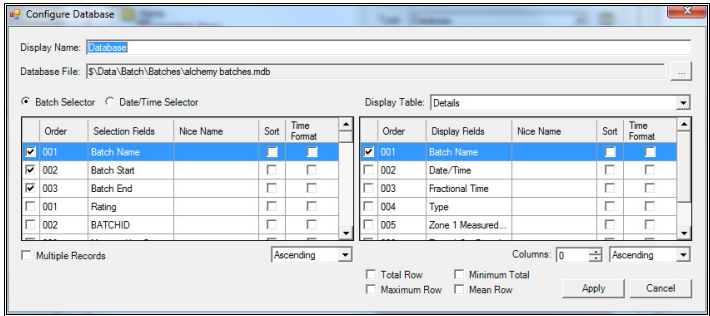 Configure Database
Display Name: Database
Database File: $\Data\Batch\Batches\alchemy batches.mdb ...
Batch Selector Date/Time Selector Display Table: Details
Order Selection Fields Nice Name Sort Time Format
001 Batch Name
002 Batch Start
003 Batch End
001 Rating
002 BATCHID
Order Display Fields Nice Name Sort Time Format
001 Batch Name
002 Date/Time
003 Fractional Time
004 Type
005 Zone 1 Measured...
Multiple Records Ascending Columns: 0 Ascending
Total Row Minimum Total
Maximum Row Mean Row Apply Cancel